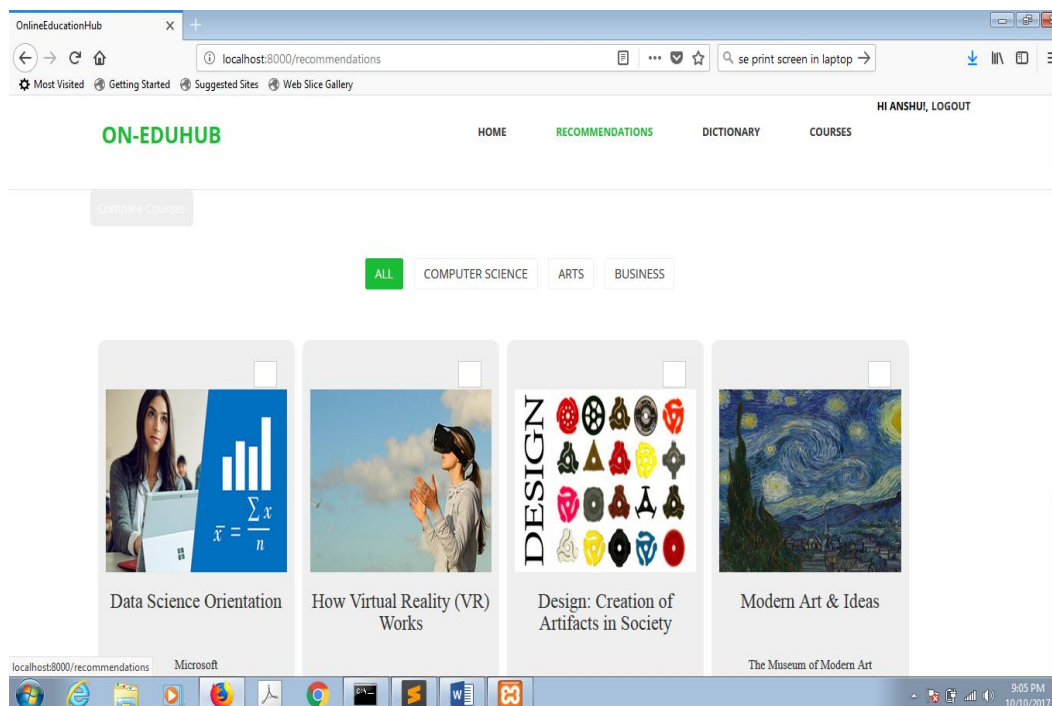 OnlineEducationHub
localhost:8000/recommendations
se print screen in laptop
Most Visited Getting Started Suggested Sites Web Slice Gallery
HI ANSHU!, LOGOUT
ON-EDUHUB HOME RECOMMENDATIONS DICTIONARY COURSES
Compare Courses
ALL COMPUTER SCIENCE ARTS BUSINESS
x̄ = Σ x / n
DESIGN
Data Science Orientation
How Virtual Reality (VR)
Works
Design: Creation of
Artifacts in Society
Modern Art & Ideas
Microsoft
The Museum of Modern Art
localhost:8000/recommendations
9:05 PM
10/10/2017